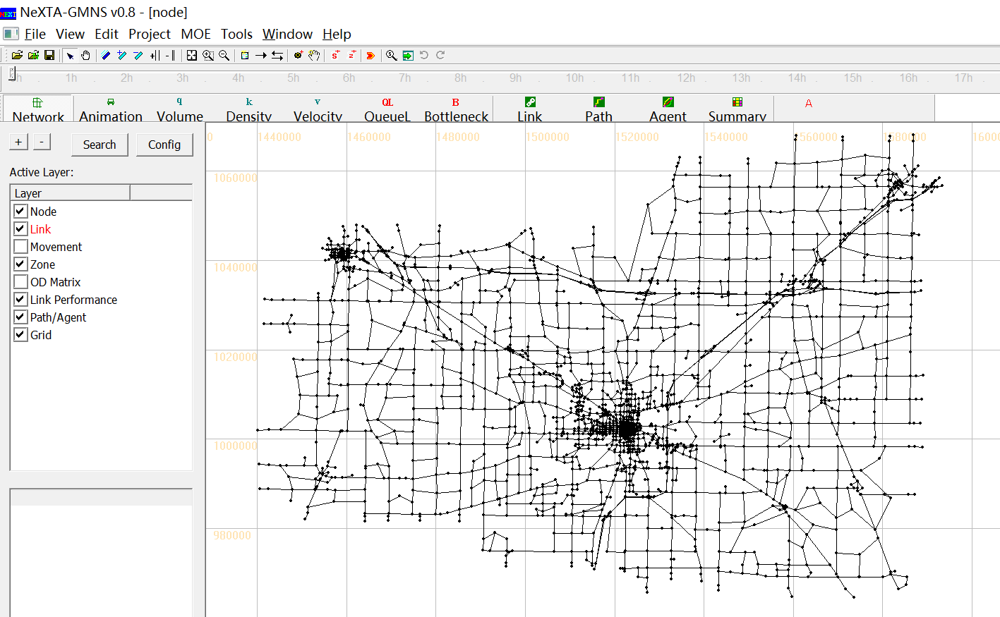 NEXT NeXTA-GMNS v0.8 - [node]
File View Edit Project MOE Tools Window Help
h 1h 2h 3h 4h 6h 6h 7h 8h 9h 10h 11h 12h 13h 14h 15h 16h 17h
q k v QL B A
Network Animation Volume Density Velocity QueueL Bottleneck Link Path Agent Summary
+ - Search Config
0 1440000 1460000 1480000 1500000 1520000 1540000 1560000 1580000 16000
Active Layer:
1060000
Layer
Node
Link
Movement
Zone
1040000
OD Matrix
Link Performance
Path/Agent
Grid
1020000
1000000
980000